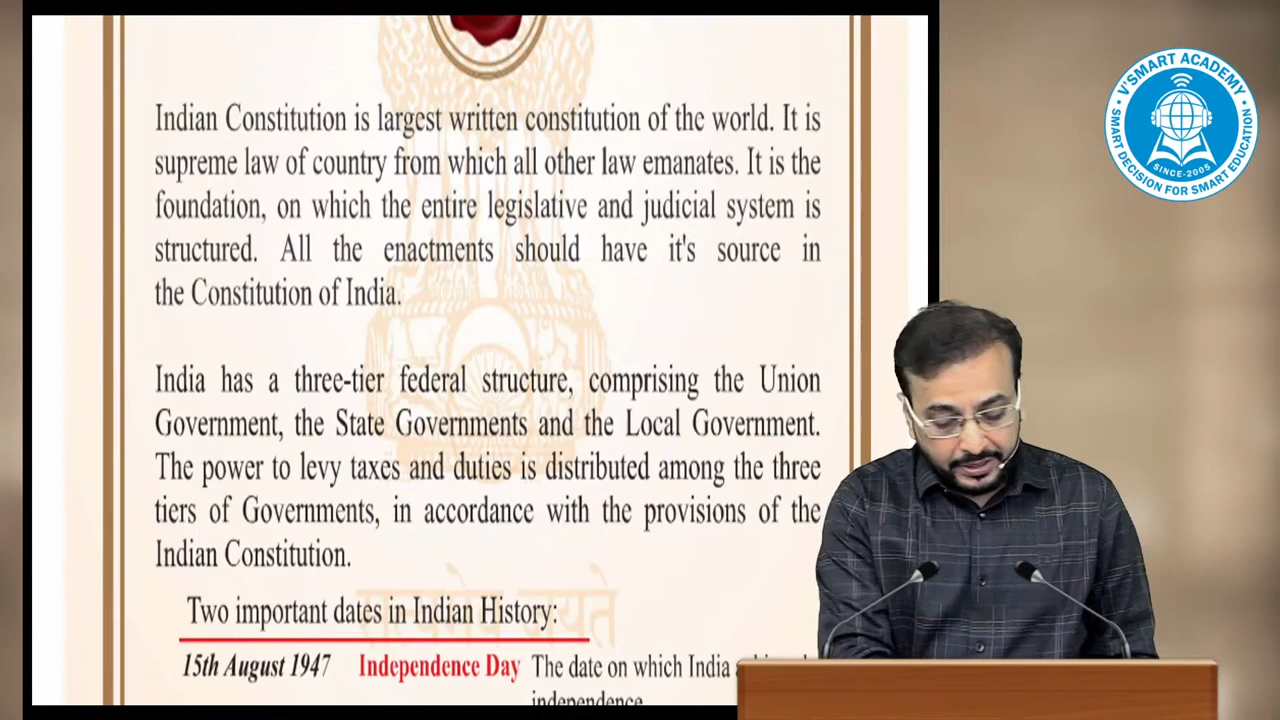 Indian Constitution is largest written constitution of the world. It is
supreme law of country from which all other law emanates. It is the
foundation, on which the entire legislative and judicial system is
structured. All the enactments should have it's source in
the Constitution of India.
India has a three-tier federal structure, comprising the Union
Government, the State Governments and the Local Government.
The power to levy taxes and duties is distributed among the three
tiers of Governments, in accordance with the provisions of the
Indian Constitution.
सत्यमेव जयते
Two important dates in Indian History:
15th August 1947 Independence Day The date on which India
independence
V'SMART ACADEMY
SINCE-2005
SMART DECISION FOR SMART EDUCATION